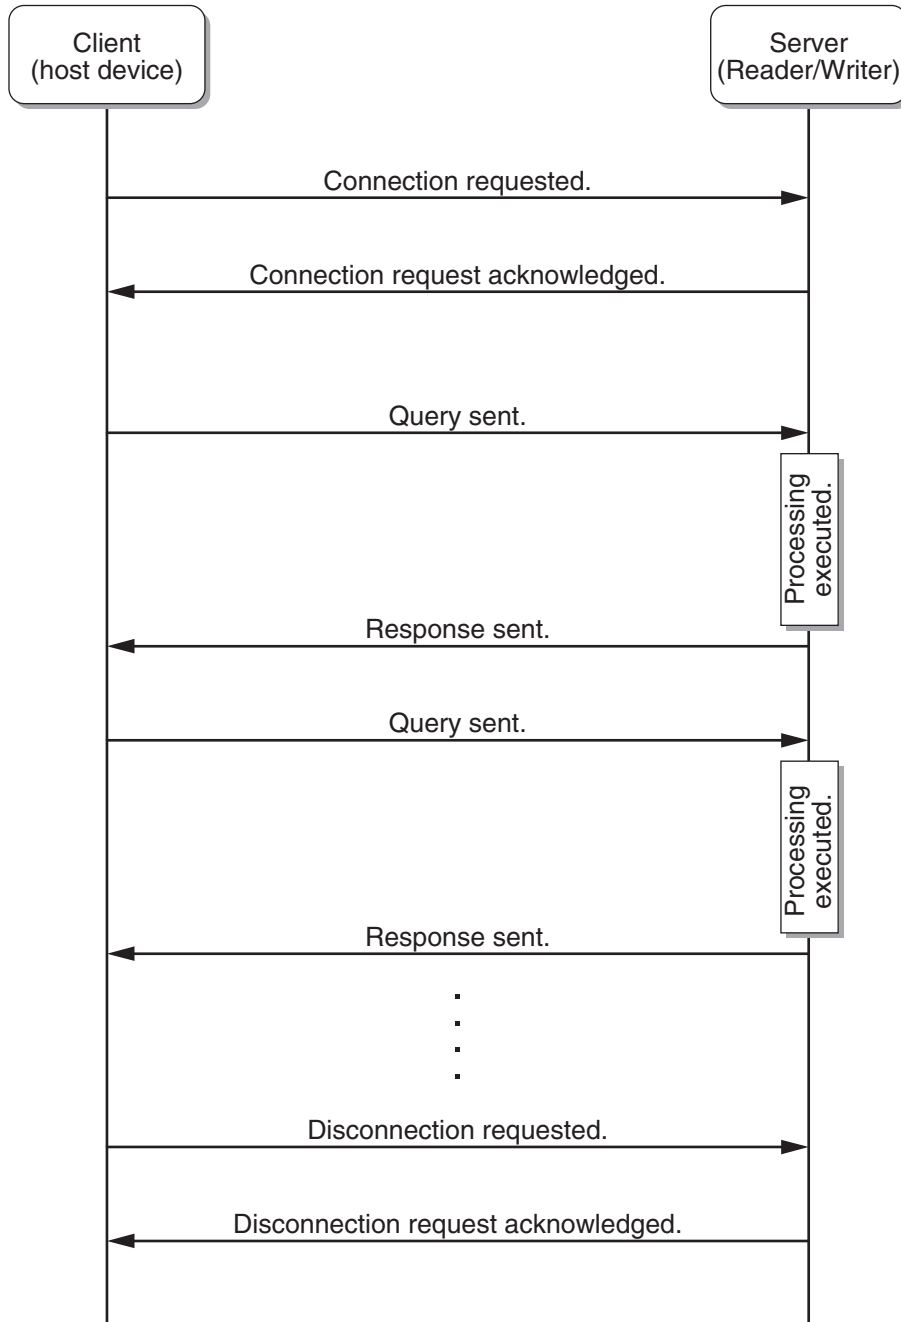 Client
(host device)
Server
(Reader/Writer)
Connection requested.
Connection request acknowledged.
Query sent.
Processing
executed.
Response sent.
Query sent.
Processing
executed.
Response sent.
Disconnection requested.
Disconnection request acknowledged.